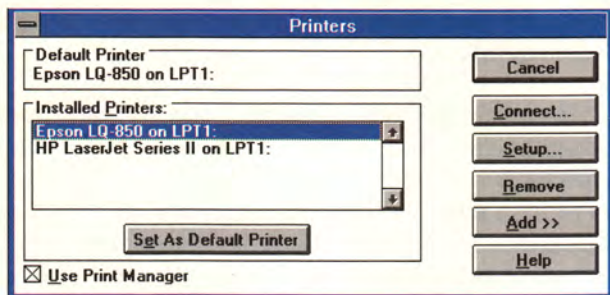 Printers
Default Printer
Epson LQ-850 on LPT1:
Installed Printers:
Epson LQ-850 on LPT1:
HP LaserJet Series II on LPT1:
Set As Default Printer
Use Print Manager
Cancel
Connect...
Setup...
Remove
Add >>
Help